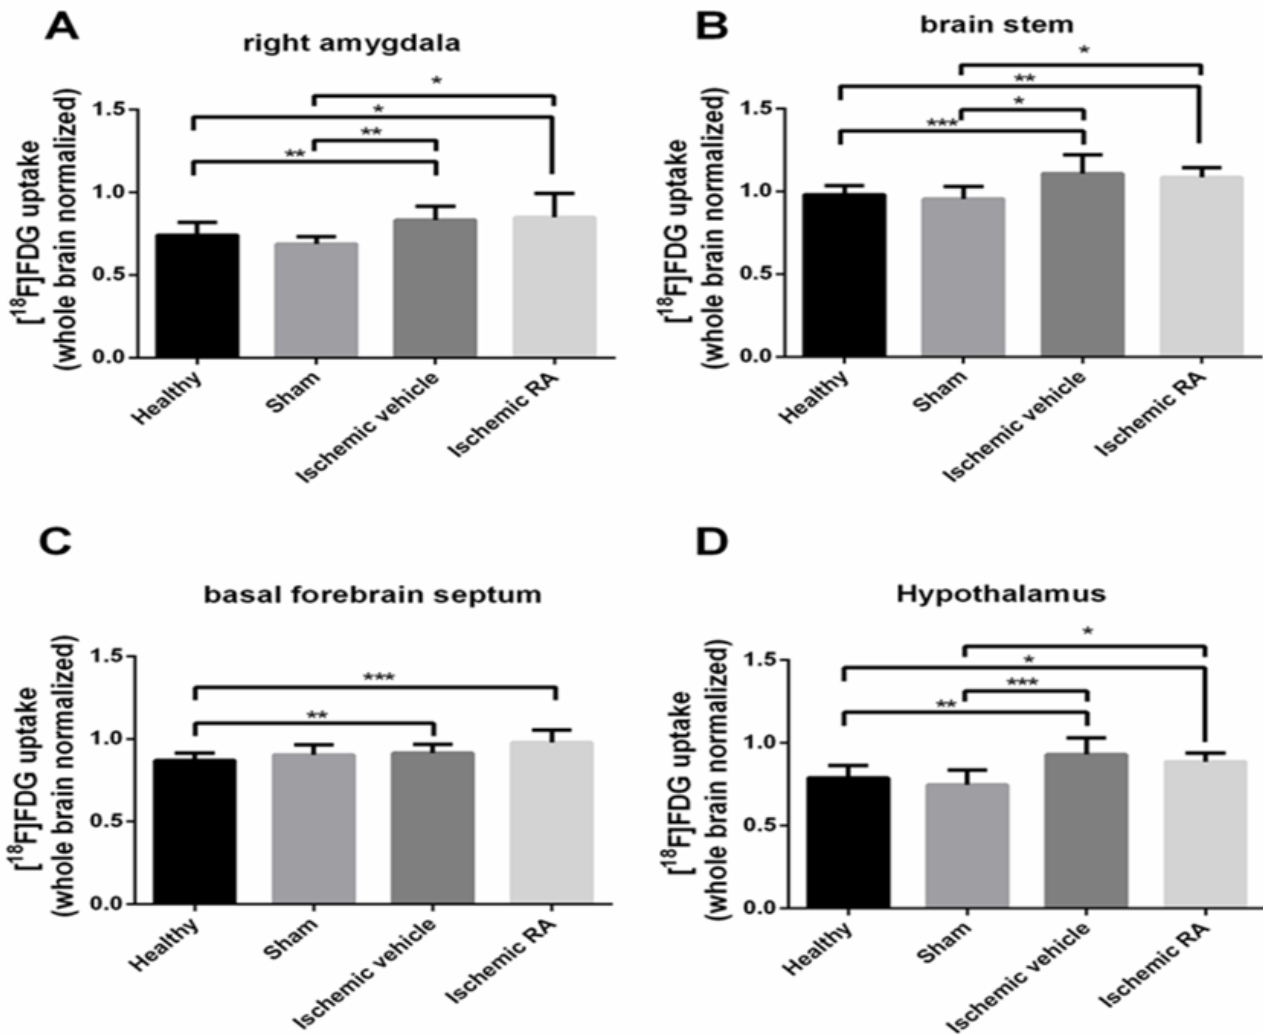 A
right amygdala
*
*
**
**
1.5
1.0
0.5
0.0
[18F]FDG uptake
(whole brain normalized)
Healthy
Sham
Ischemic vehicle
Ischemic RA
B
brain stem
*
**
*
***
1.5
1.0
0.5
0.0
[18F]FDG uptake
(whole brain normalized)
Healthy
Sham
Ischemic vehicle
Ischemic RA
C
basal forebrain septum
***
**
1.5
1.0
0.5
0.0
[18F]FDG uptake
(whole brain normalized)
Healthy
Sham
Ischemic vehicle
Ischemic RA
D
Hypothalamus
*
*
***
**
1.5
1.0
0.5
0.0
[18F]FDG uptake
(whole brain normalized)
Healthy
Sham
Ischemic vehicle
Ischemic RA